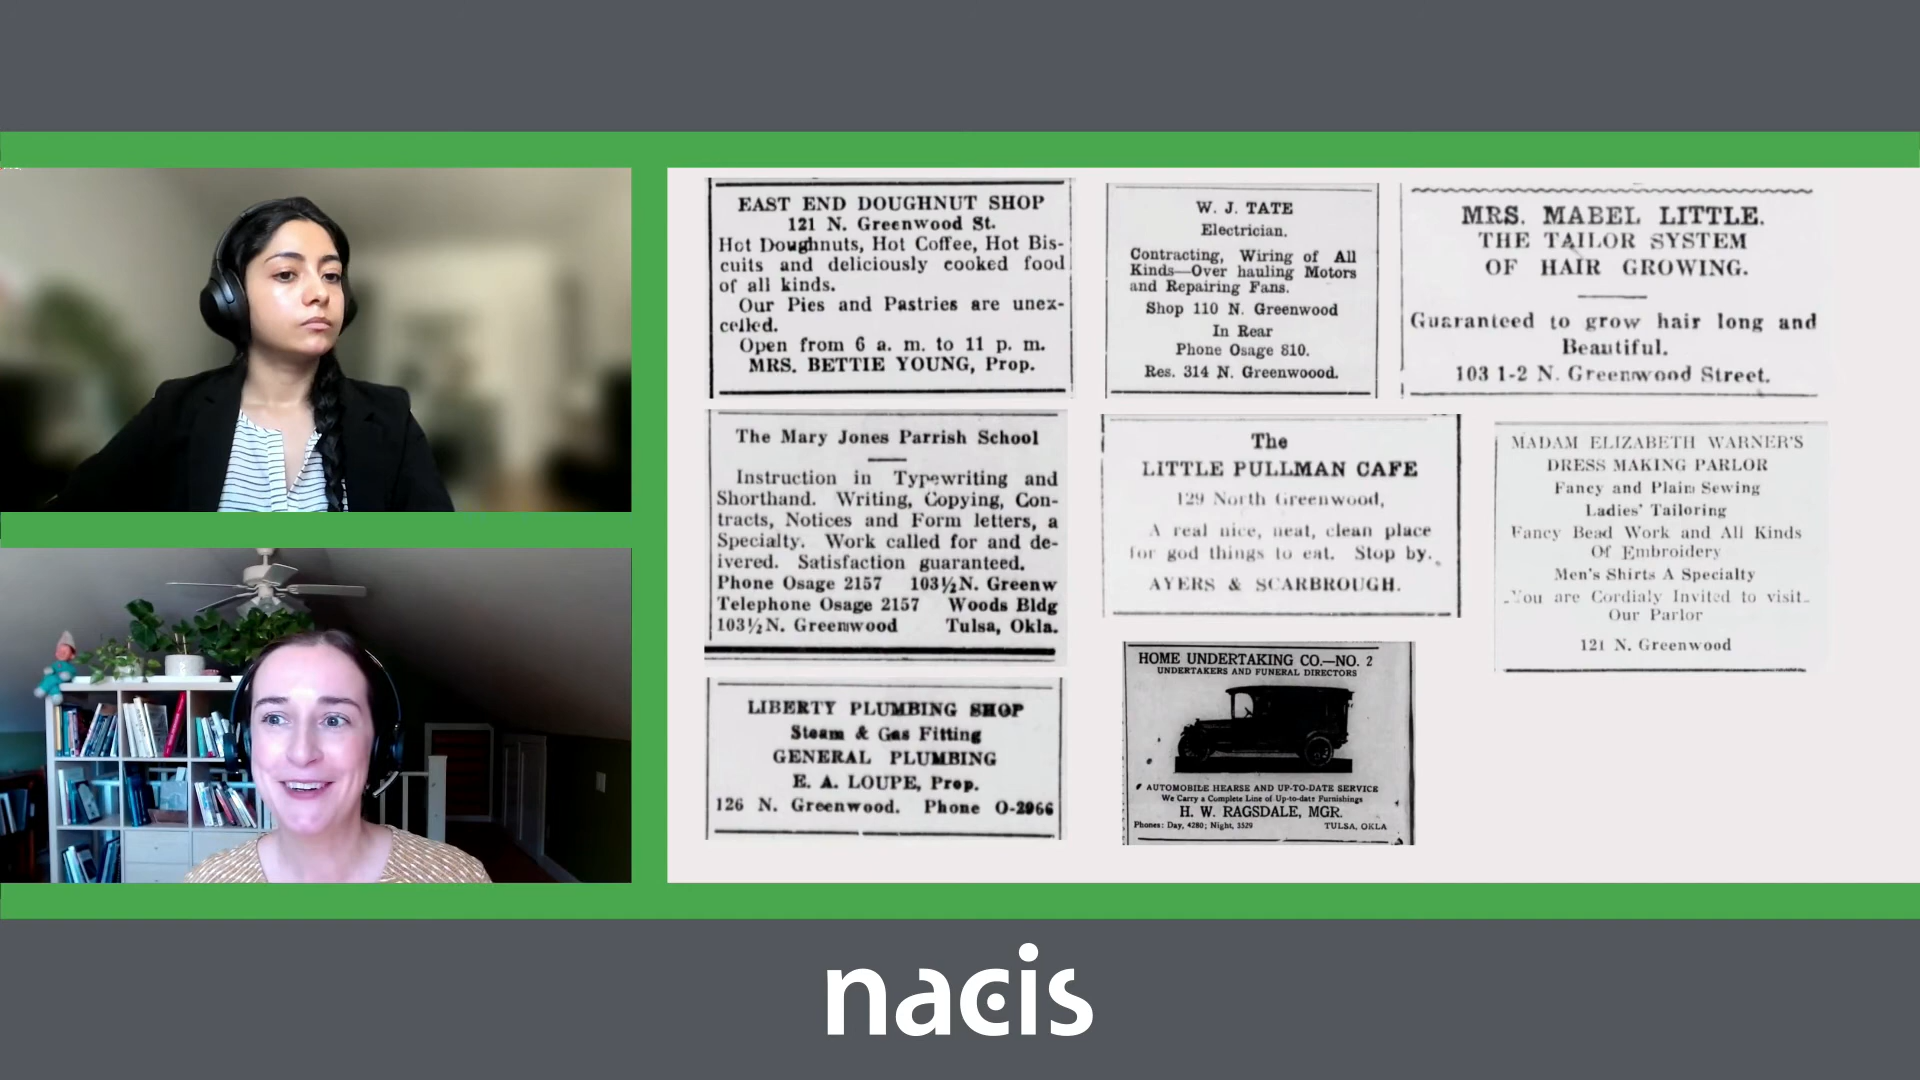 EAST END DOUGHNUT SHOP
121 N. Greenwood St.
Hot Doughnuts, Hot Coffee, Hot Bis-
cuits and deliciously cooked food
of all kinds.
Our Pies and Pastries are unex-
celled.
Open from 6 a. m. to 11 p. m.
MRS. BETTIE YOUNG, Prop.
W. J. TATE
Electrician.
Contracting, Wiring of All
Kinds—Over hauling Motors
and Repairing Fans.
Shop 110 N. Greenwood
In Rear
Phone Osage 810.
Res. 314 N. Greenwoood.
MRS. MABEL LITTLE.
THE TAILOR SYSTEM
OF HAIR GROWING.
Guaranteed to grow hair long and
Beautiful.
103 1-2 N. Greenwood Street.
The Mary Jones Parrish School
Instruction in Typewriting and
Shorthand. Writing, Copying, Con-
tracts, Notices and Form letters, a
Specialty. Work called for and de-
ivered. Satisfaction guaranteed.
Phone Osage 2157 103½N. Greenw
Telephone Osage 2157 Woods Bldg
103½N. Greenwood Tulsa, Okla.
The
LITTLE PULLMAN CAFE
129 North Greenwood,
A real nice, neat, clean place
for god things to eat. Stop by.
AYERS & SCARBROUGH.
MADAM ELIZABETH WARNER'S
DRESS MAKING PARLOR
Fancy and Plain Sewing
Ladies' Tailoring
Fancy Bead Work and All Kinds
Of Embroidery
Men's Shirts A Specialty
You are Cordialy Invited to visit
Our Parlor
121 N. Greenwood
LIBERTY PLUMBING SHOP
Steam & Gas Fitting
GENERAL PLUMBING
E. A. LOUPE, Prop.
126 N. Greenwood. Phone O-2966
HOME UNDERTAKING CO.—NO. 2
UNDERTAKERS AND FUNERAL DIRECTORS
AUTOMOBILE HEARSE AND UP-TO-DATE SERVICE
We Carry a Complete Line of Up-to-date Furnishings
H. W. RAGSDALE, MGR.
Phones: Day, 4280; Night, 3529 TULSA, OKLA
nacis